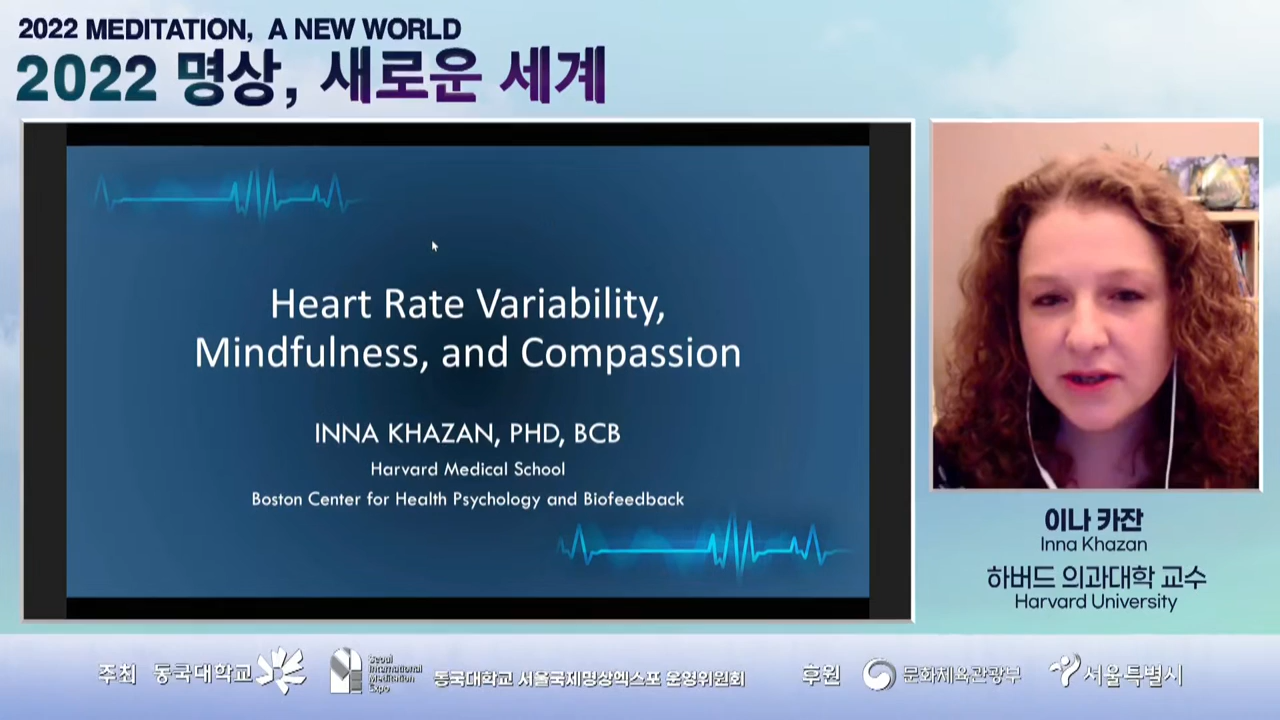 2022 MEDITATION, A NEW WORLD
2022 명상, 새로운 세계
Heart Rate Variability,
Mindfulness, and Compassion
INNA KHAZAN, PHD, BCB
Harvard Medical School
Boston Center for Health Psychology and Biofeedback
이나 카잔
Inna Khazan
하버드 의과대학 교수
Harvard University
주최 동국대학교
Seoul
International
Meditation
Expo
동국대학교 서울국제명상엑스포 운영위원회
후원 문화체육관광부 서울특별시